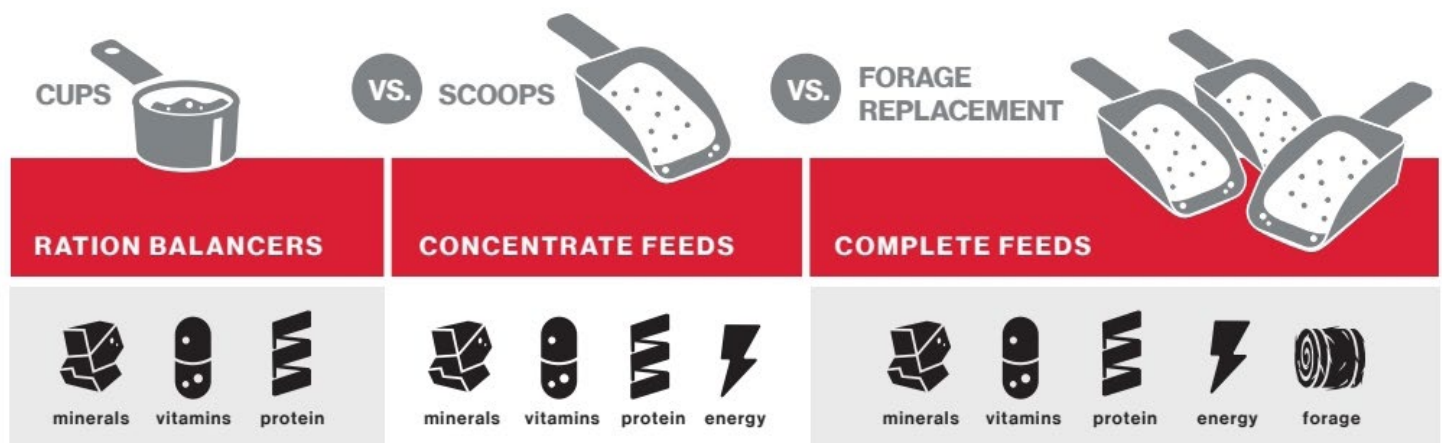 CUPS
VS.
SCOOPS
VS.
FORAGE
REPLACEMENT
RATION BALANCERS
CONCENTRATE FEEDS
COMPLETE FEEDS
minerals vitamins protein
minerals vitamins protein energy
minerals vitamins protein energy forage